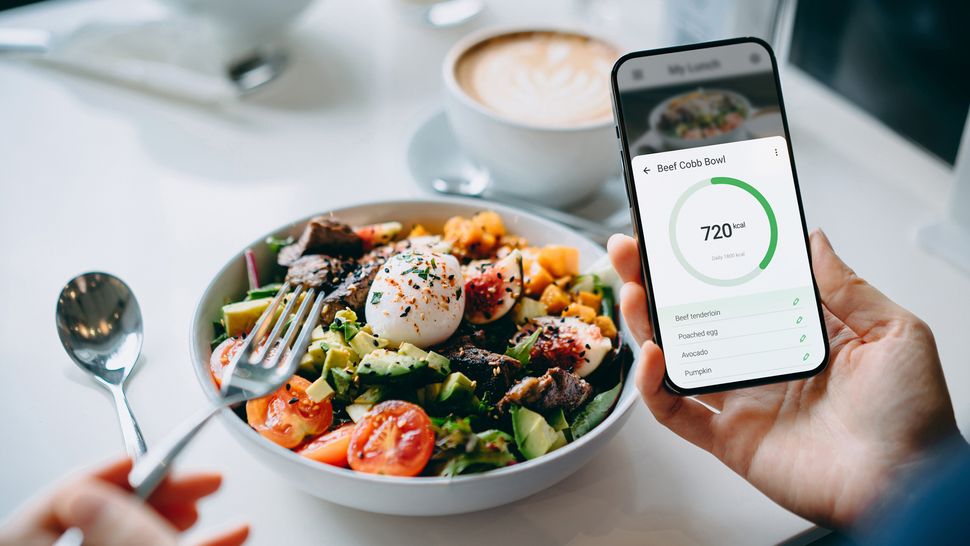 My Lunch
Beef Cobb Bowl
720 kcal
Daily 1800 kcal
Beef tenderloin
Poached egg
Avocado
Pumpkin